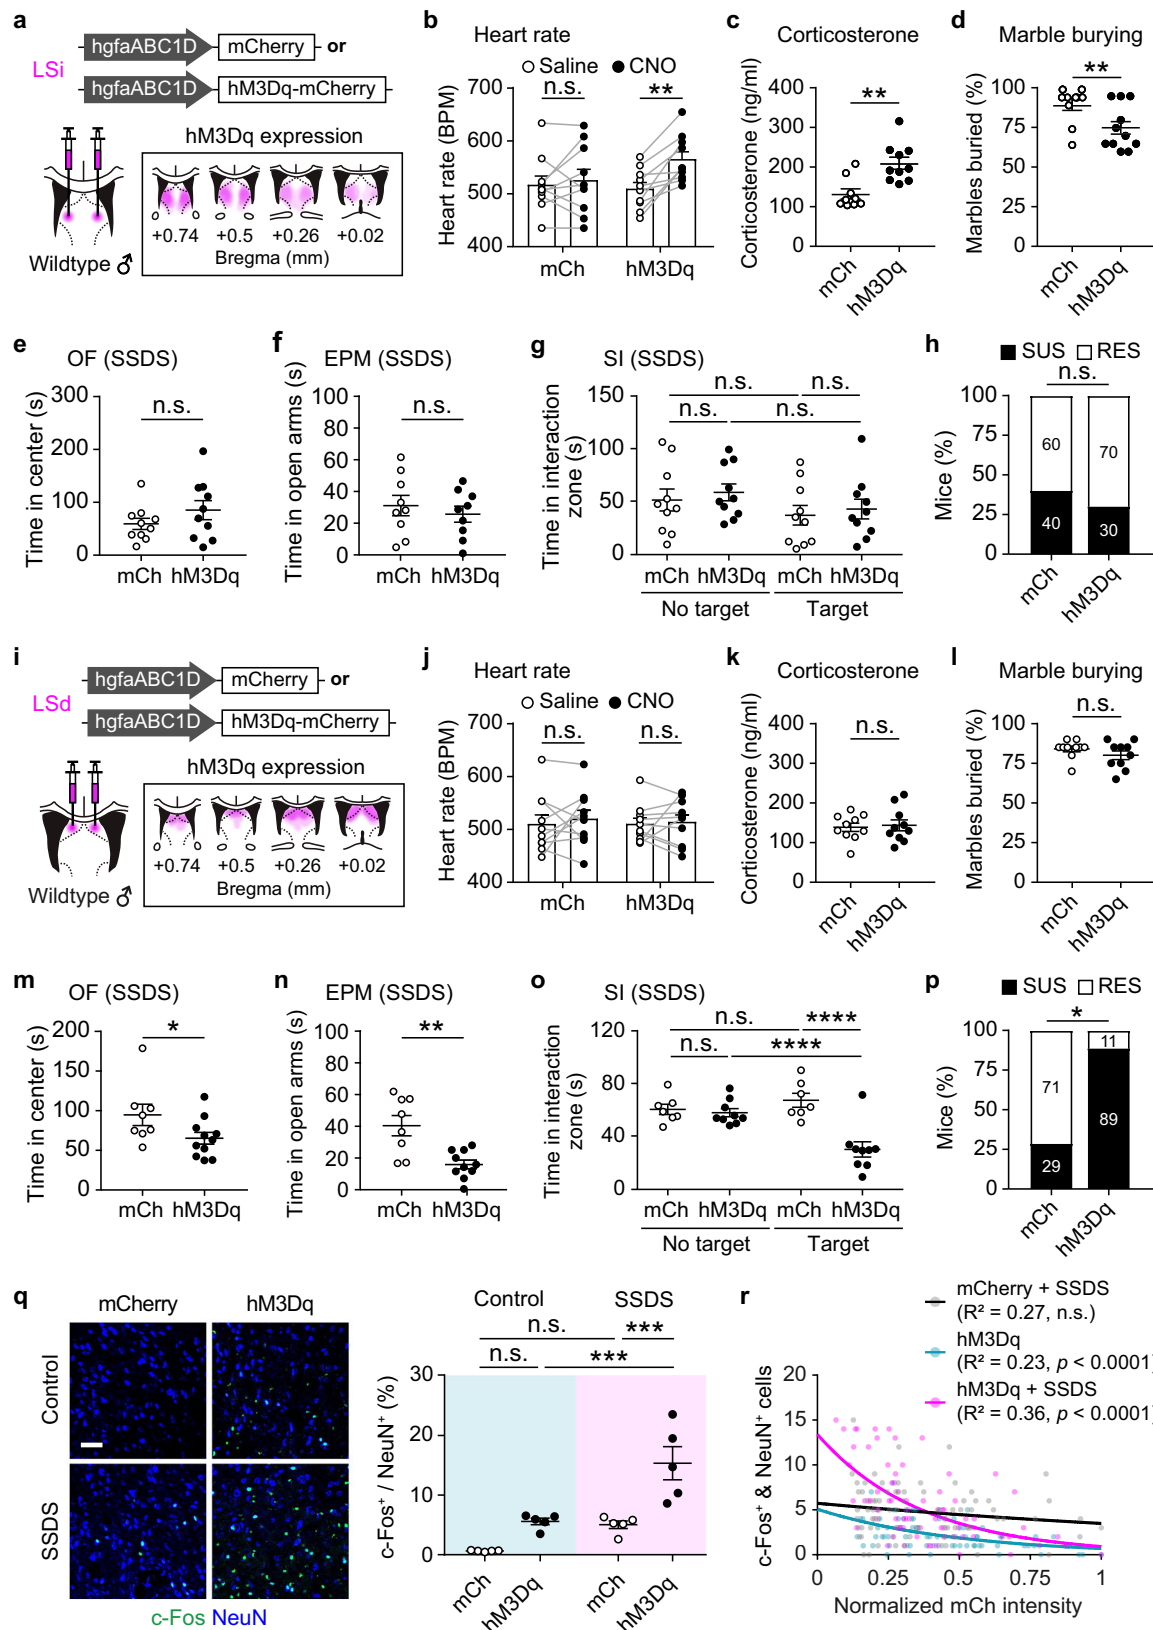 a
hgfaABC1D mCherry or
LSi
hgfaABC1D hM3Dq-mCherry
hM3Dq expression
+0.74 +0.5 +0.26 +0.02
Bregma (mm)
Wildtype ♂
b Heart rate
Saline CNO
n.s. **
Heart rate (BPM)
700
600
500
400
mCh hM3Dq
c Corticosterone
**
Corticosterone (ng/ml)
400
300
200
100
0
mCh hM3Dq
d Marble burying
**
Marbles buried (%)
100
75
50
25
0
mCh hM3Dq
e OF (SSDS)
n.s.
Time in center (s)
300
200
100
0
mCh hM3Dq
f EPM (SSDS)
n.s.
Time in open arms (s)
100
80
60
40
20
0
mCh hM3Dq
g SI (SSDS)
n.s. n.s.
n.s. n.s.
Time in interaction
zone (s)
150
100
50
0
mCh hM3Dq mCh hM3Dq
No target Target
h SUS RES
n.s.
Mice (%)
100
50
0
60 70
40 30
mCh hM3Dq
i
hgfaABC1D mCherry or
LSd
hgfaABC1D hM3Dq-mCherry
hM3Dq expression
+0.74 +0.5 +0.26 +0.02
Bregma (mm)
Wildtype ♂
j Heart rate
Saline CNO
n.s. n.s.
Heart rate (BPM)
700
600
500
400
mCh hM3Dq
k Corticosterone
n.s.
Corticosterone (ng/ml)
400
300
200
100
0
mCh hM3Dq
l Marble burying
n.s.
Marbles buried (%)
100
75
50
25
0
mCh hM3Dq
m OF (SSDS)
*
Time in center (s)
200
150
100
50
0
mCh hM3Dq
n EPM (SSDS)
**
Time in open arms (s)
100
80
60
40
20
0
mCh hM3Dq
o SI (SSDS)
n.s. ****
n.s. ****
Time in interaction
zone (s)
120
80
40
0
mCh hM3Dq mCh hM3Dq
No target Target
p SUS RES
*
Mice (%)
100
50
0
71 11
29 89
mCh hM3Dq
q
mCherry hM3Dq
Control
SSDS
c-Fos NeuN
Control SSDS
n.s. ***
n.s. ***
c-Fos⁺ / NeuN⁺ (%)
30
20
10
0
mCh hM3Dq mCh hM3Dq
r
mCherry + SSDS
(R² = 0.27, n.s.)
hM3Dq
(R² = 0.23, p < 0.0001)
hM3Dq + SSDS
(R² = 0.36, p < 0.0001)
c-Fos⁺ & NeuN⁺ cells
20
15
10
5
0
0 0.25 0.5 0.75 1
Normalized mCh intensity